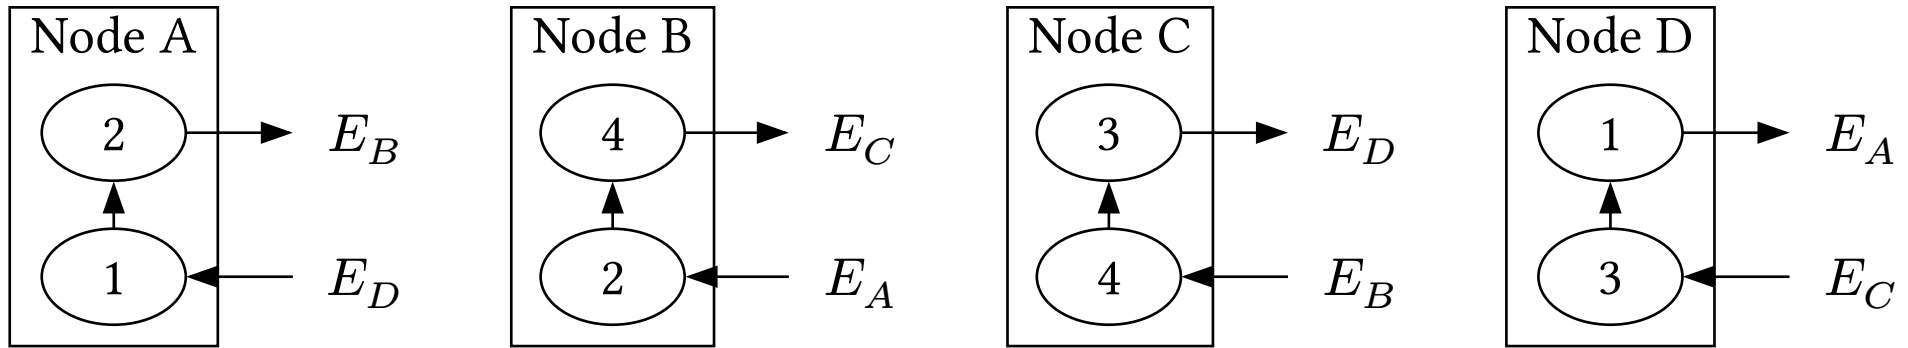 Node A
2
E_B
1
E_D
Node B
4
E_C
2
E_A
Node C
3
E_D
4
E_B
Node D
1
E_A
3
E_C